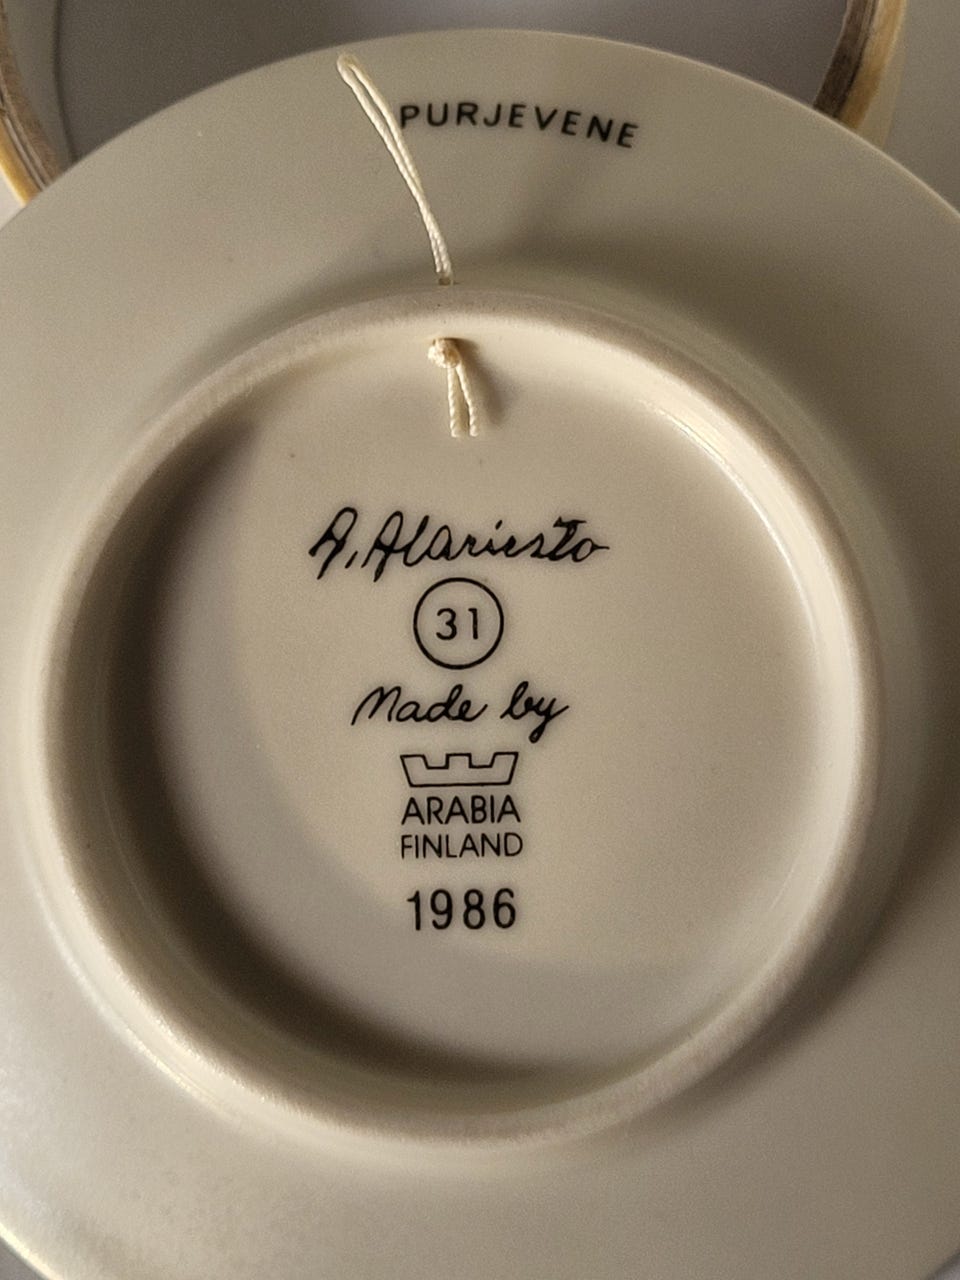 PURJEVENE
A. Alariesto
31
Made by
ARABIA
FINLAND
1986